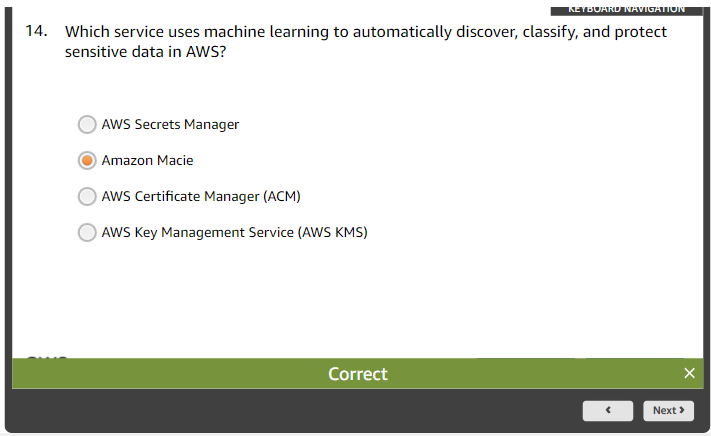 KEYBOARD NAVIGATION
14. Which service uses machine learning to automatically discover, classify, and protect
sensitive data in AWS?
AWS Secrets Manager
Amazon Macie
AWS Certificate Manager (ACM)
AWS Key Management Service (AWS KMS)
Correct
Next